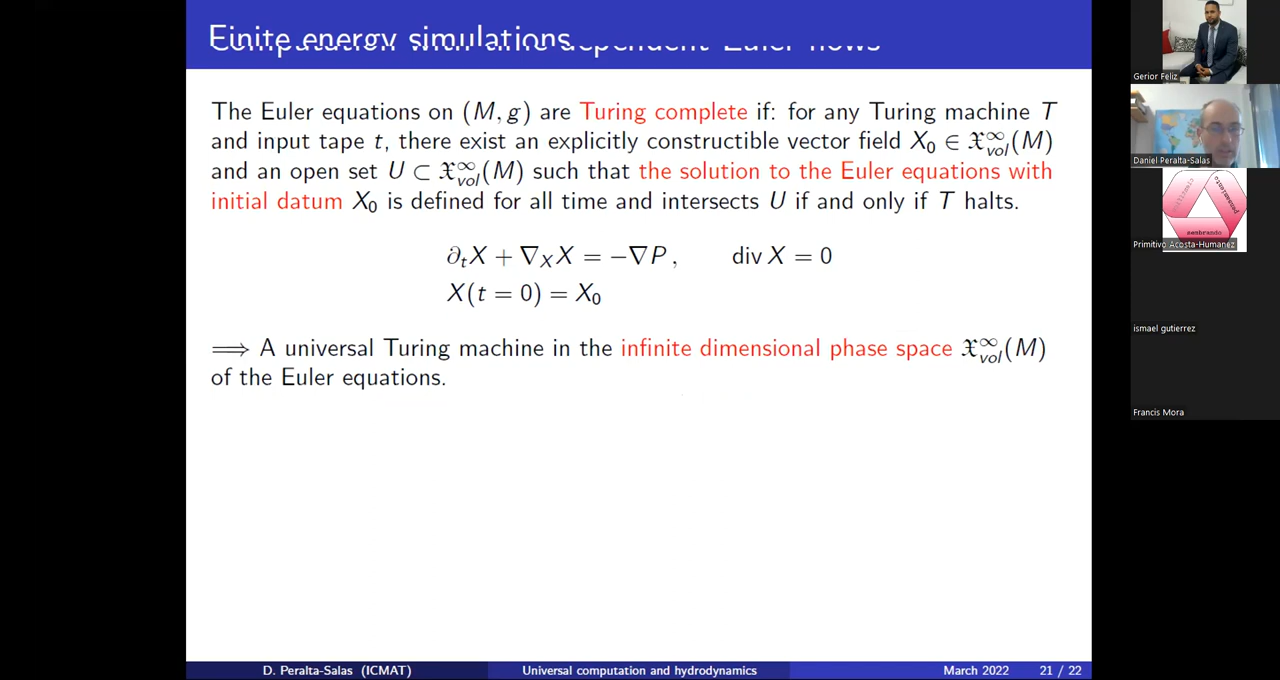 Finite energy simulations
The Euler equations on (M, g) are Turing complete if: for any Turing machine T
and input tape t, there exist an explicitly constructible vector field X₀ ∈ 𝔛^∞_vol(M)
and an open set U ⊂ 𝔛^∞_vol(M) such that the solution to the Euler equations with
initial datum X₀ is defined for all time and intersects U if and only if T halts.
∂ₜX + ∇_X X = −∇P , div X = 0
X(t = 0) = X₀
⟹ A universal Turing machine in the infinite dimensional phase space 𝔛^∞_vol(M)
of the Euler equations.
D. Peralta-Salas (ICMAT) Universal computation and hydrodynamics March 2022 21 / 22
Gerior Feliz
Daniel Peralta-Salas
sembrando
Primitivo Acosta-Humanez
ismael gutierrez
Francis Mora